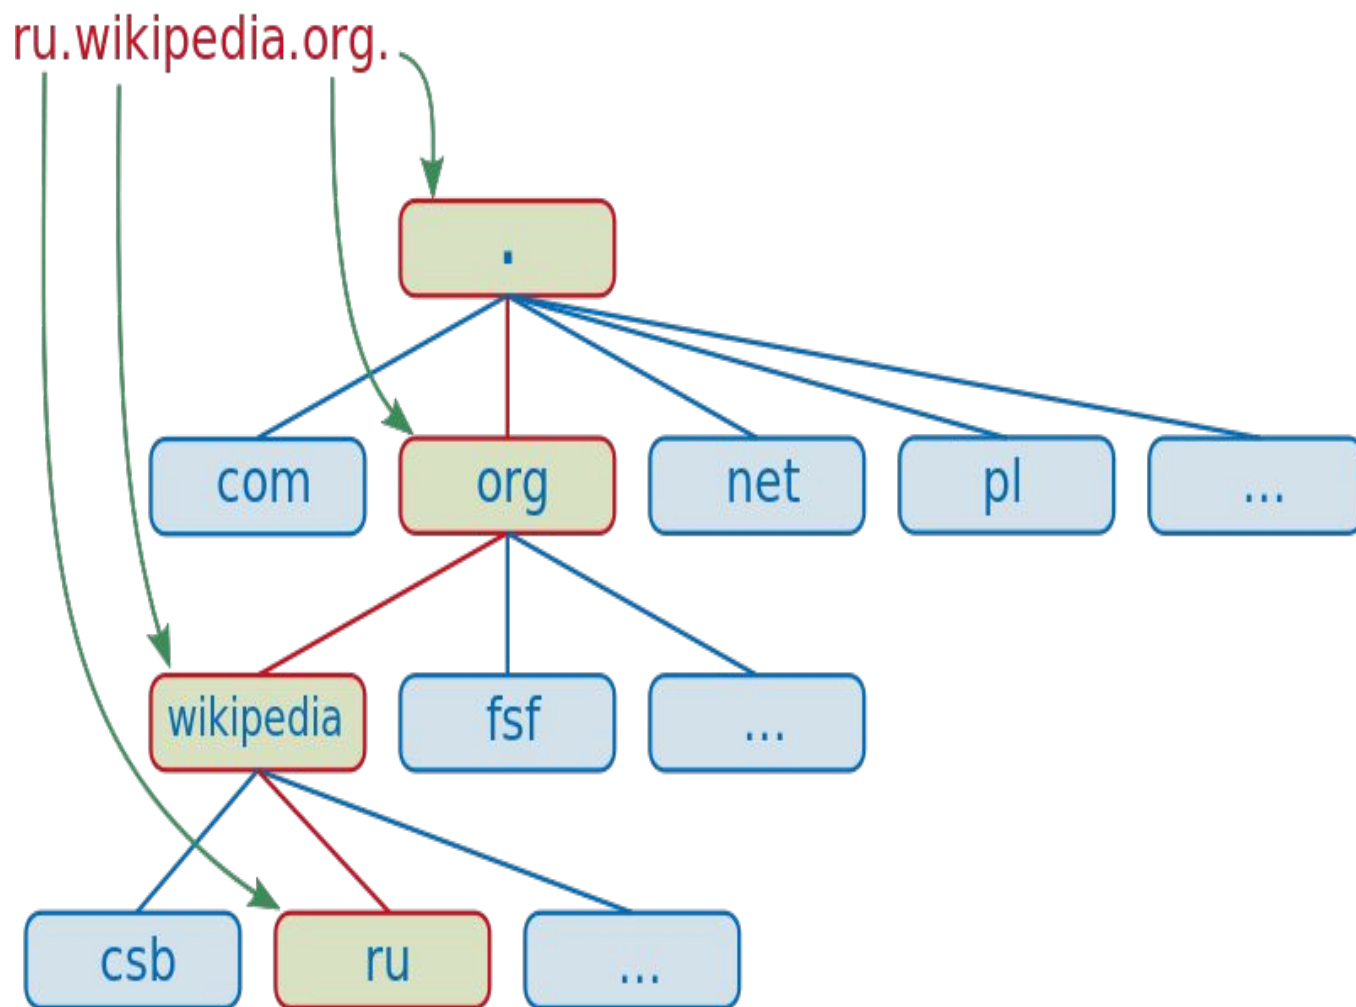 ru.wikipedia.org.
.
com org net pl ...
wikipedia fsf ...
csb ru ...